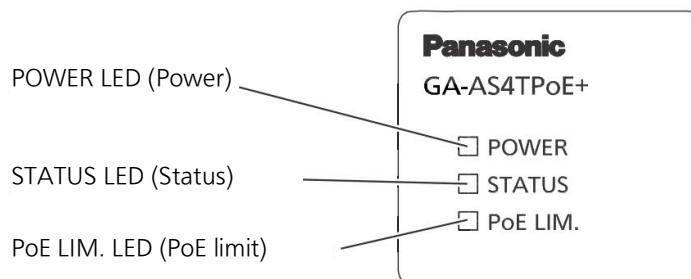 Panasonic
GA-AS4TPoE+
POWER LED (Power)
POWER
STATUS LED (Status)
STATUS
PoE LIM. LED (PoE limit)
PoE LIM.